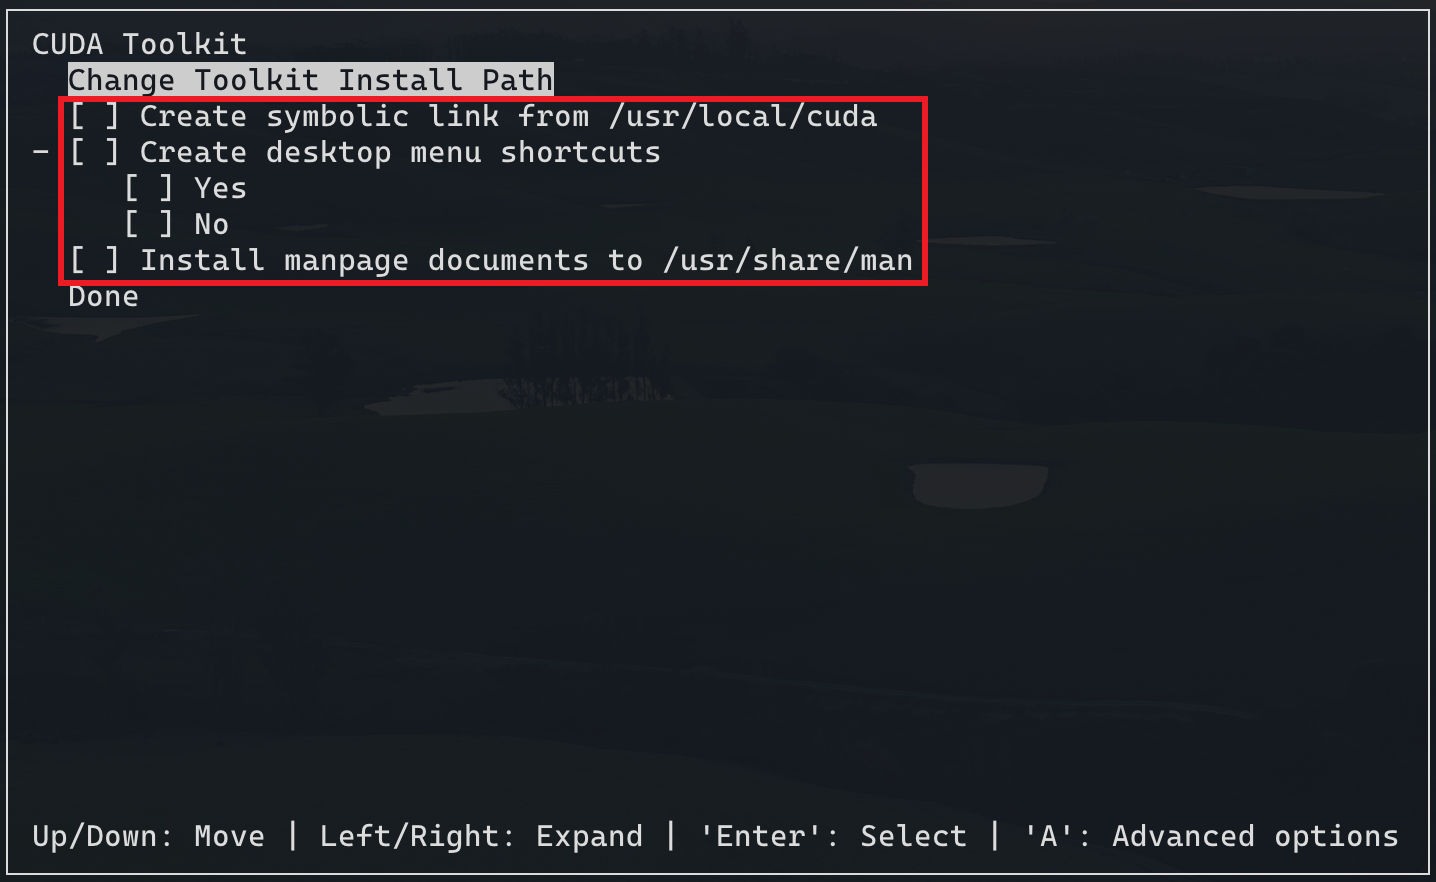 CUDA Toolkit
Change Toolkit Install Path
[ ] Create symbolic link from /usr/local/cuda
- [ ] Create desktop menu shortcuts
[ ] Yes
[ ] No
[ ] Install manpage documents to /usr/share/man
Done
Up/Down: Move | Left/Right: Expand | 'Enter': Select | 'A': Advanced options